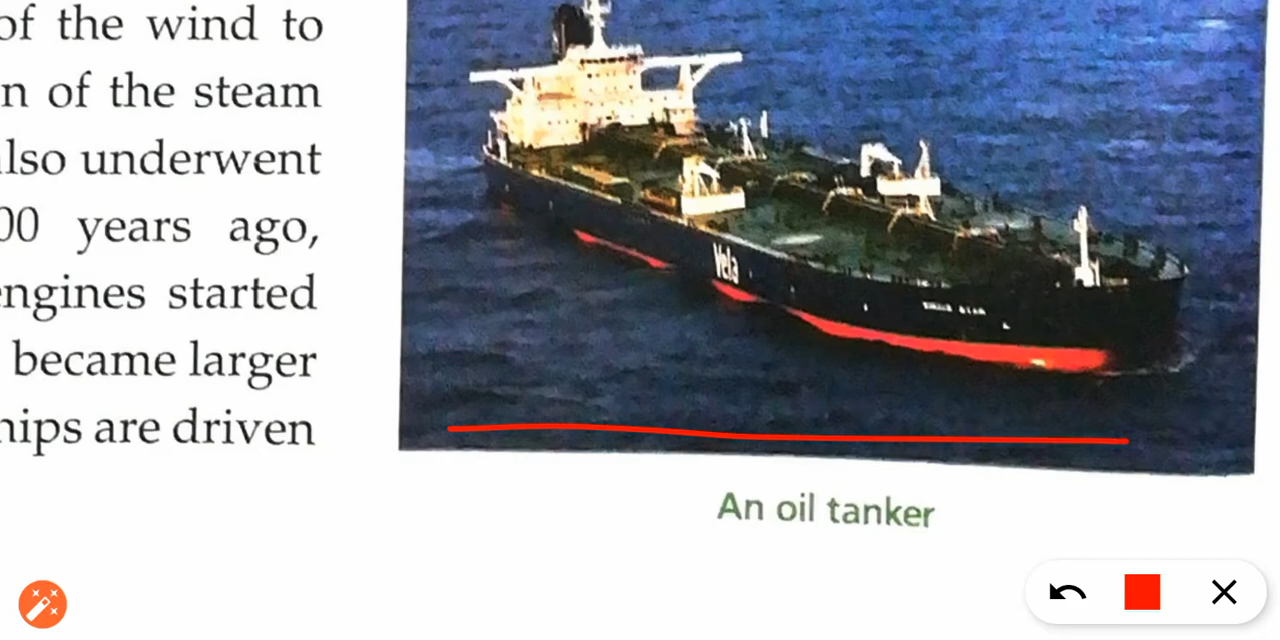 of the wind to
n of the steam
also underwent
00 years ago,
engines started
became larger
hips are driven
Vela
An oil tanker